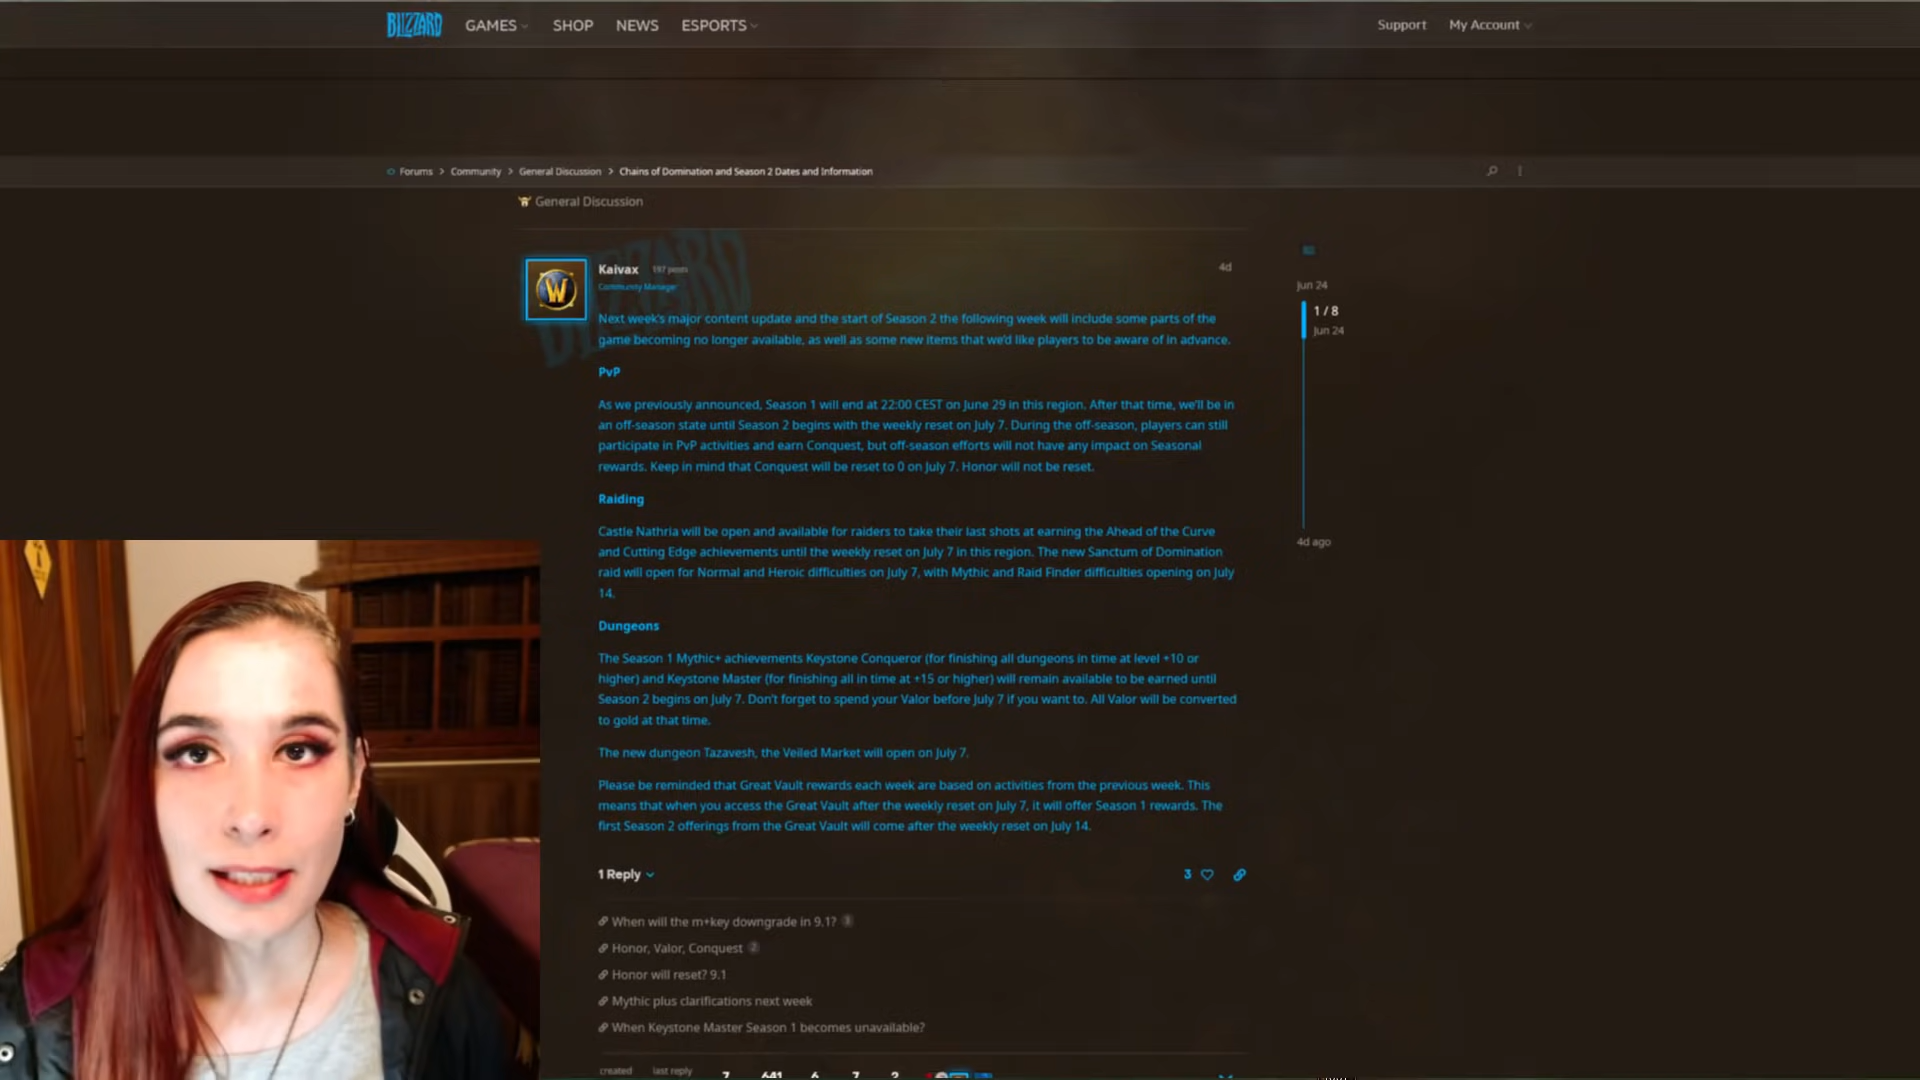 BLIZZARD GAMES SHOP NEWS ESPORTS Support My Account
Forums > Community > General Discussion > Chains of Domination and Season 2 Dates and Information
General Discussion
BLIZZARD
Kaivax 197 posts 4d
Community Manager
Jun 24
1 / 8
Jun 24
Next week's major content update and the start of Season 2 the following week will include some parts of the
game becoming no longer available, as well as some new items that we'd like players to be aware of in advance.
PvP
As we previously announced, Season 1 will end at 22:00 CEST on June 29 in this region. After that time, we'll be in
an off-season state until Season 2 begins with the weekly reset on July 7. During the off-season, players can still
participate in PvP activities and earn Conquest, but off-season efforts will not have any impact on Seasonal
rewards. Keep in mind that Conquest will be reset to 0 on July 7. Honor will not be reset.
Raiding
Castle Nathria will be open and available for raiders to take their last shots at earning the Ahead of the Curve
and Cutting Edge achievements until the weekly reset on July 7 in this region. The new Sanctum of Domination
raid will open for Normal and Heroic difficulties on July 7, with Mythic and Raid Finder difficulties opening on July
14.
4d ago
Dungeons
The Season 1 Mythic+ achievements Keystone Conqueror (for finishing all dungeons in time at level +10 or
higher) and Keystone Master (for finishing all in time at +15 or higher) will remain available to be earned until
Season 2 begins on July 7. Don't forget to spend your Valor before July 7 if you want to. All Valor will be converted
to gold at that time.
The new dungeon Tazavesh, the Veiled Market will open on July 7.
Please be reminded that Great Vault rewards each week are based on activities from the previous week. This
means that when you access the Great Vault after the weekly reset on July 7, it will offer Season 1 rewards. The
first Season 2 offerings from the Great Vault will come after the weekly reset on July 14.
1 Reply 3
When will the m+key downgrade in 9.1? 3
Honor, Valor, Conquest 2
Honor will reset? 9.1
Mythic plus clarifications next week
When Keystone Master Season 1 becomes unavailable?
created last reply 7 641 6 7 2